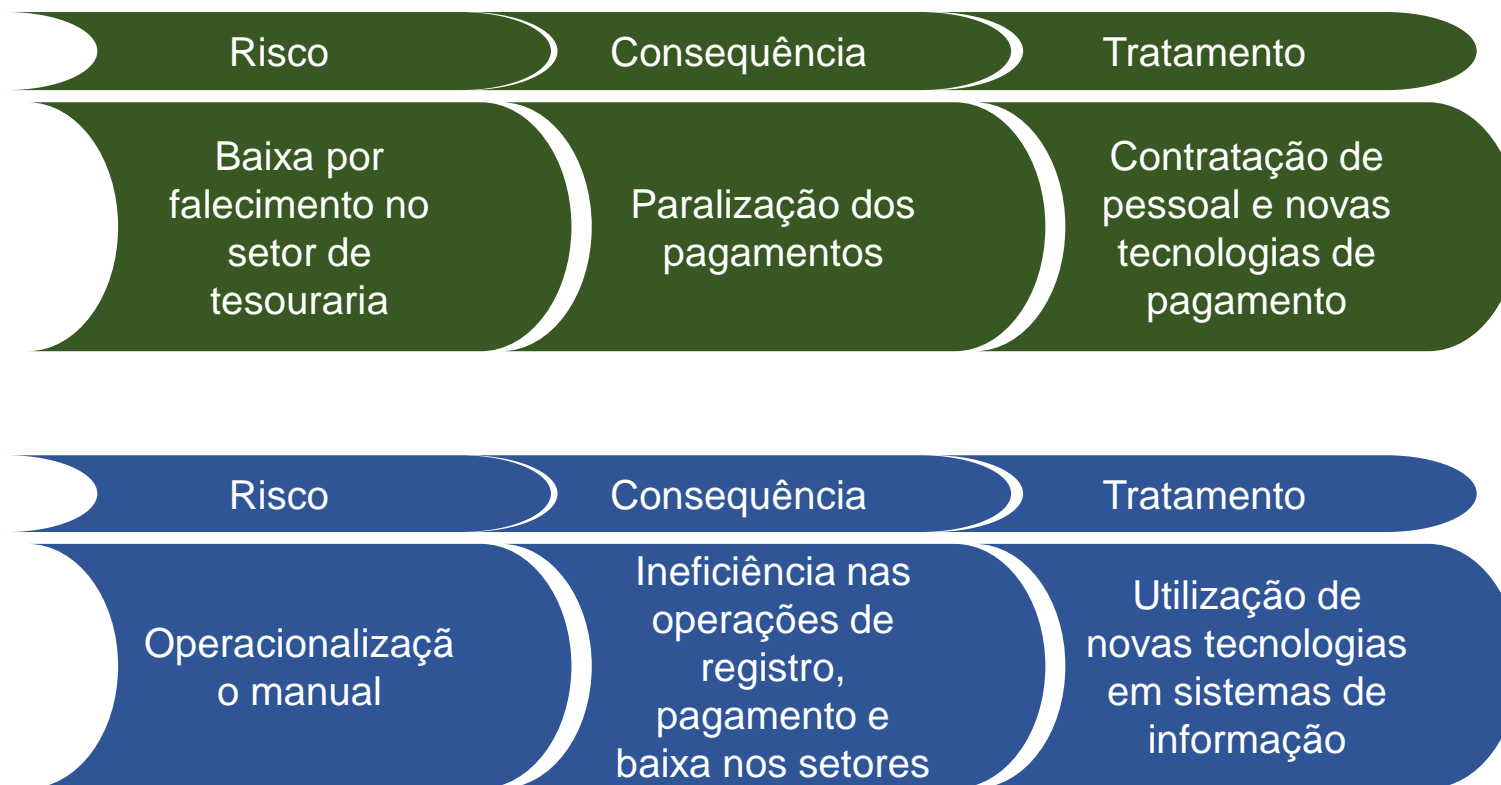 Risco
Consequência
Tratamento
Baixa por
falecimento no
setor de
tesouraria
Paralização dos
pagamentos
Contratação de
pessoal e novas
tecnologias de
pagamento
Risco
Consequência
Tratamento
Operacionalizaçã
o manual
Ineficiência nas
operações de
registro,
pagamento e
baixa nos setores
Utilização de
novas tecnologias
em sistemas de
informação